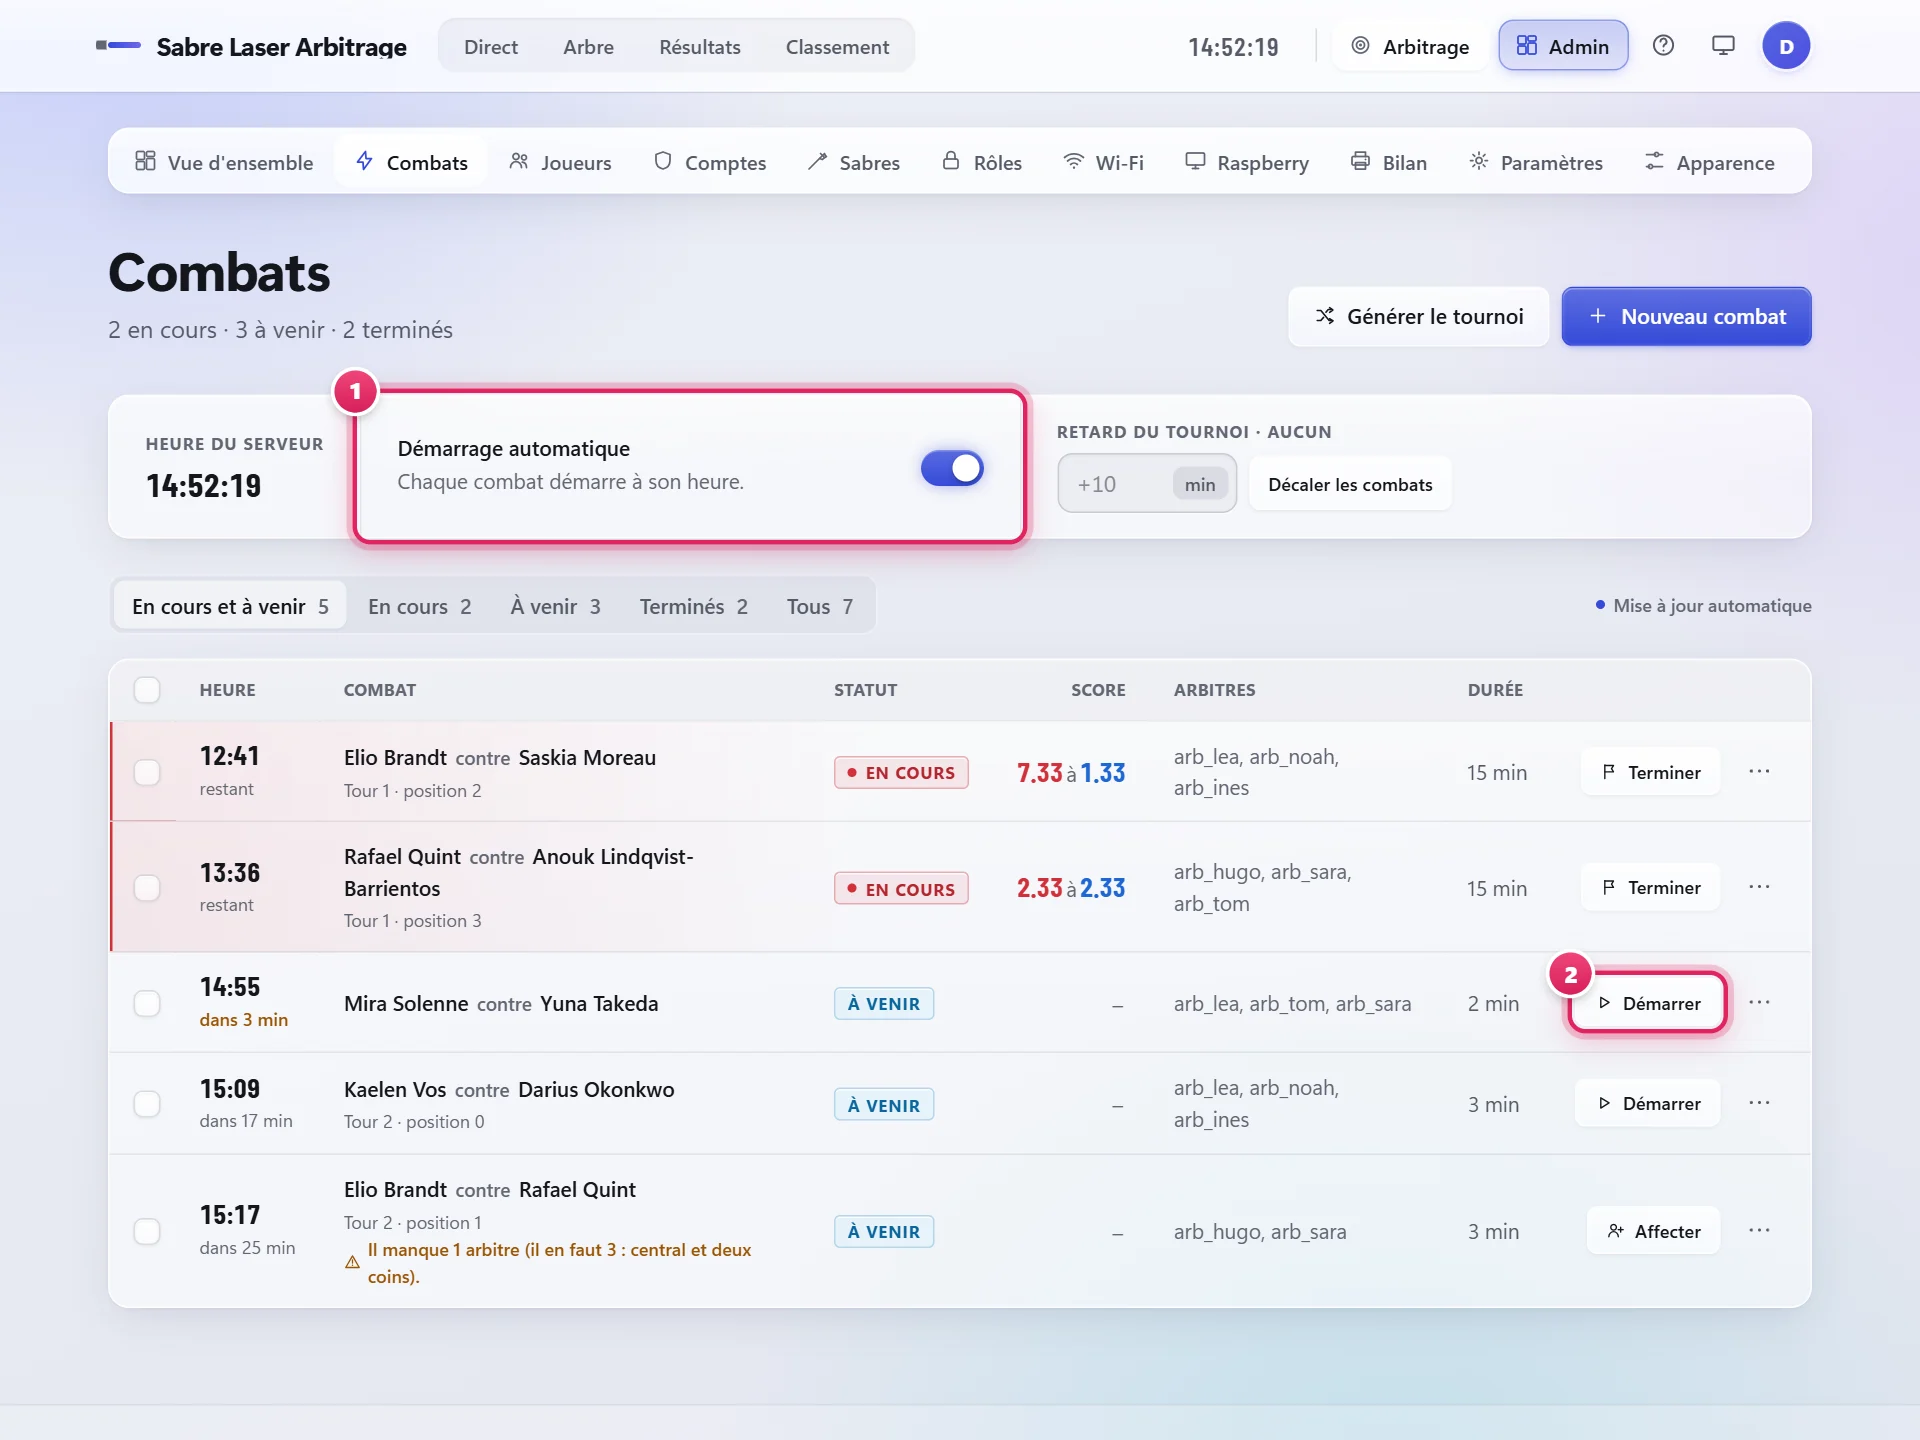 Sabre Laser Arbitrage
Direct
Arbre
Résultats
Classement
14:52:19
Arbitrage
Admin
D
Vue d'ensemble
Combats
Joueurs
Comptes
Sabres
Rôles
Wi-Fi
Raspberry
Bilan
Paramètres
Apparence
Combats
2 en cours · 3 à venir · 2 terminés
Générer le tournoi
+ Nouveau combat
1
HEURE DU SERVEUR
14:52:19
Démarrage automatique
Chaque combat démarre à son heure.
RETARD DU TOURNOI · AUCUN
+10 min
Décaler les combats
En cours et à venir 5
En cours 2
À venir 3
Terminés 2
Tous 7
Mise à jour automatique
HEURE COMBAT STATUT SCORE ARBITRES DURÉE
12:41
restant
Elio Brandt contre Saskia Moreau
Tour 1 · position 2
EN COURS
7.33 à 1.33
arb_lea, arb_noah,
arb_ines
15 min
Terminer
···
13:36
restant
Rafael Quint contre Anouk Lindqvist-
Barrientos
Tour 1 · position 3
EN COURS
2.33 à 2.33
arb_hugo, arb_sara,
arb_tom
15 min
Terminer
···
14:55
dans 3 min
Mira Solenne contre Yuna Takeda
À VENIR
–
arb_lea, arb_tom, arb_sara
2 min
2
Démarrer
···
15:09
dans 17 min
Kaelen Vos contre Darius Okonkwo
Tour 2 · position 0
À VENIR
–
arb_lea, arb_noah,
arb_ines
3 min
Démarrer
···
15:17
dans 25 min
Elio Brandt contre Rafael Quint
Tour 2 · position 1
Il manque 1 arbitre (il en faut 3 : central et deux
coins).
À VENIR
–
arb_hugo, arb_sara
3 min
Affecter
···